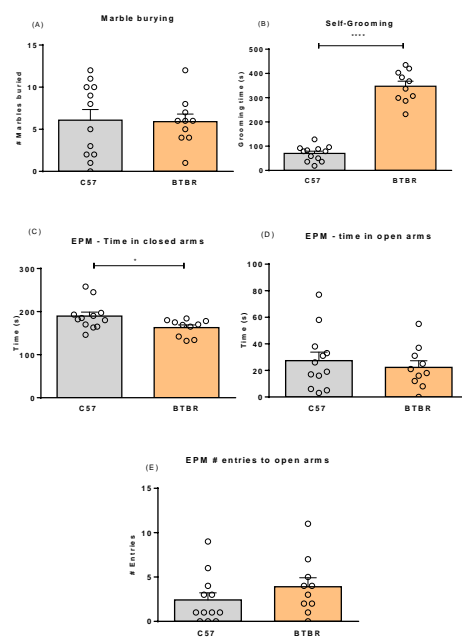 Marble burying
(A)
# Marbles buried
15
10
5
0
C57
BTBR
Self-Grooming
(B)
****
Grooming time (s)
500
400
300
200
100
0
C57
BTBR
(C)
EPM - Time in closed arms
*
Time (s)
300
200
100
0
C57
BTBR
(D)
EPM - time in open arms
Time (s)
100
80
60
40
20
0
C57
BTBR
EPM # entries to open arms
(E)
# Entries
15
10
5
0
C57
BTBR